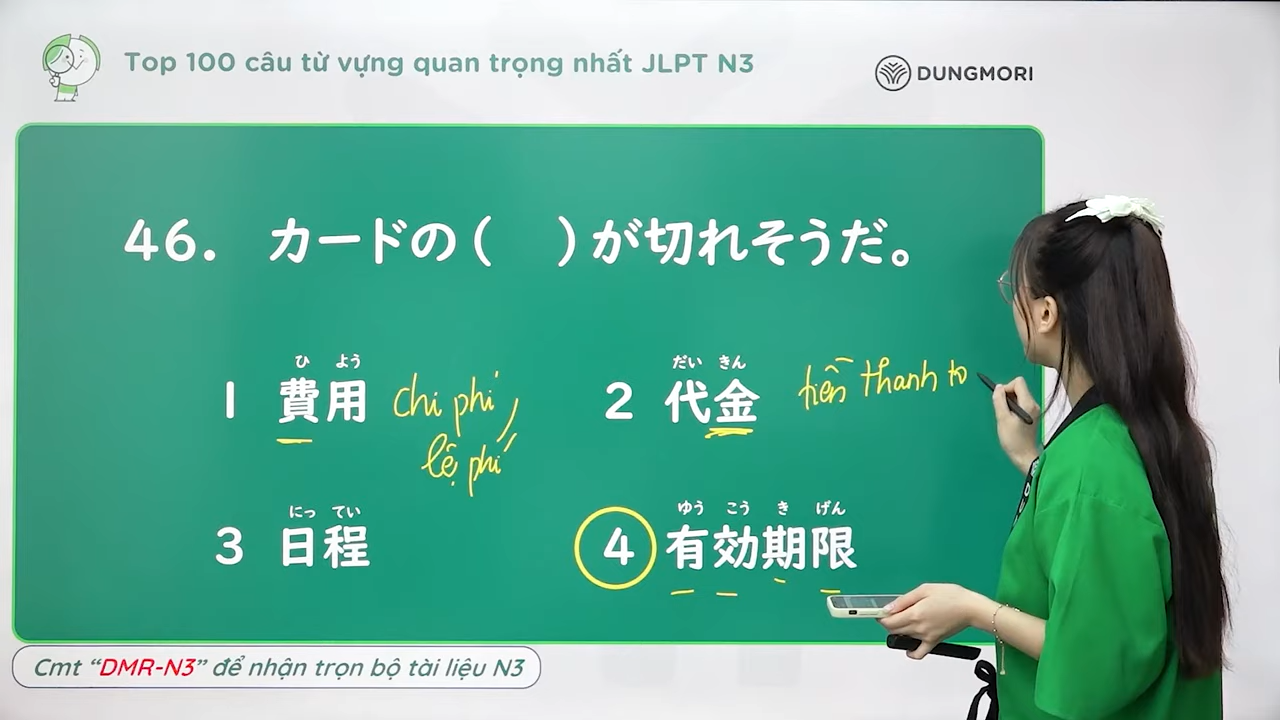 Top 100 câu từ vựng quan trọng nhất JLPT N3
DUNGMORI
46. カードの( )が切れそうだ。
ひ よう
1 費用 chi phí,
lệ phí
だい きん
2 代金 tiền thanh to
にっ てい
3 日程
ゆう こう き げん
4 有効期限
Cmt “DMR-N3” để nhận trọn bộ tài liệu N3